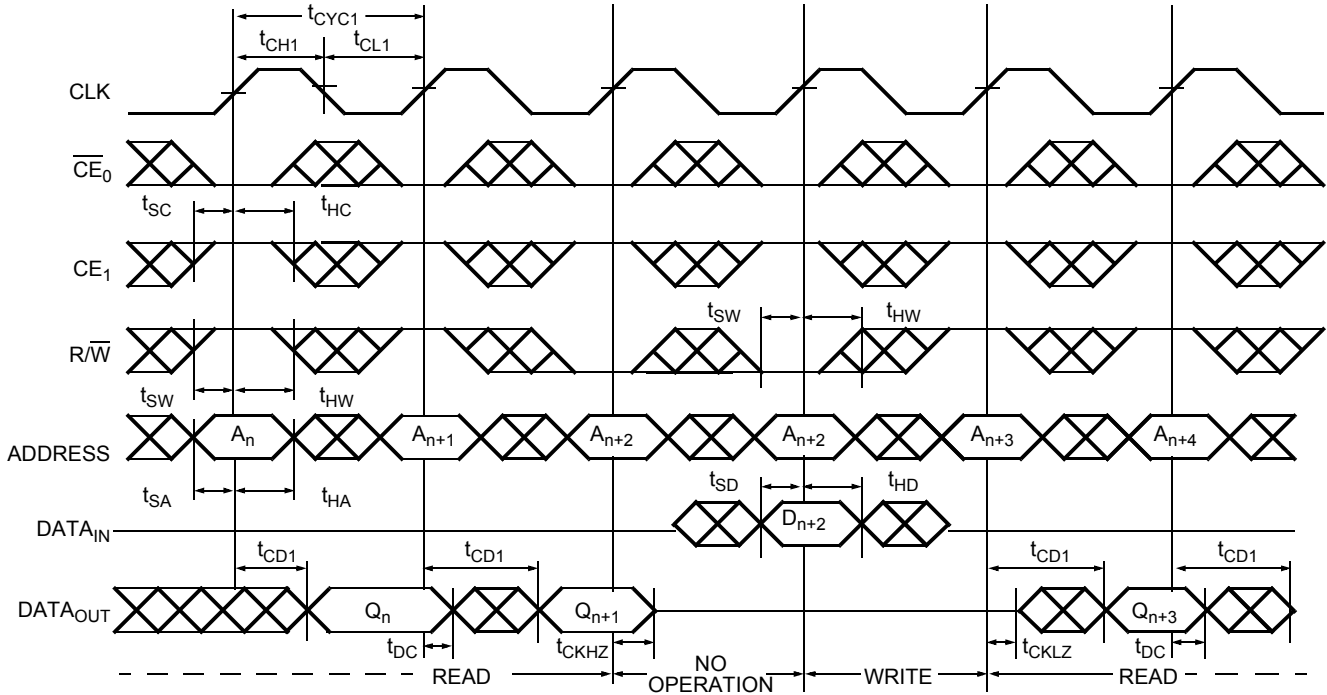 tCYC1
tCH1 tCL1
CLK
CE0
tSC tHC
CE1
tSW tHW
R/W
tSW tHW
ADDRESS An An+1 An+2 An+2 An+3 An+4
tSA tHA tSD tHD
DATAIN Dn+2
tCD1 tCD1 tCD1 tCD1
DATAOUT Qn Qn+1 Qn+3
tDC tCKHZ tCKLZ tDC
READ NO OPERATION WRITE READ